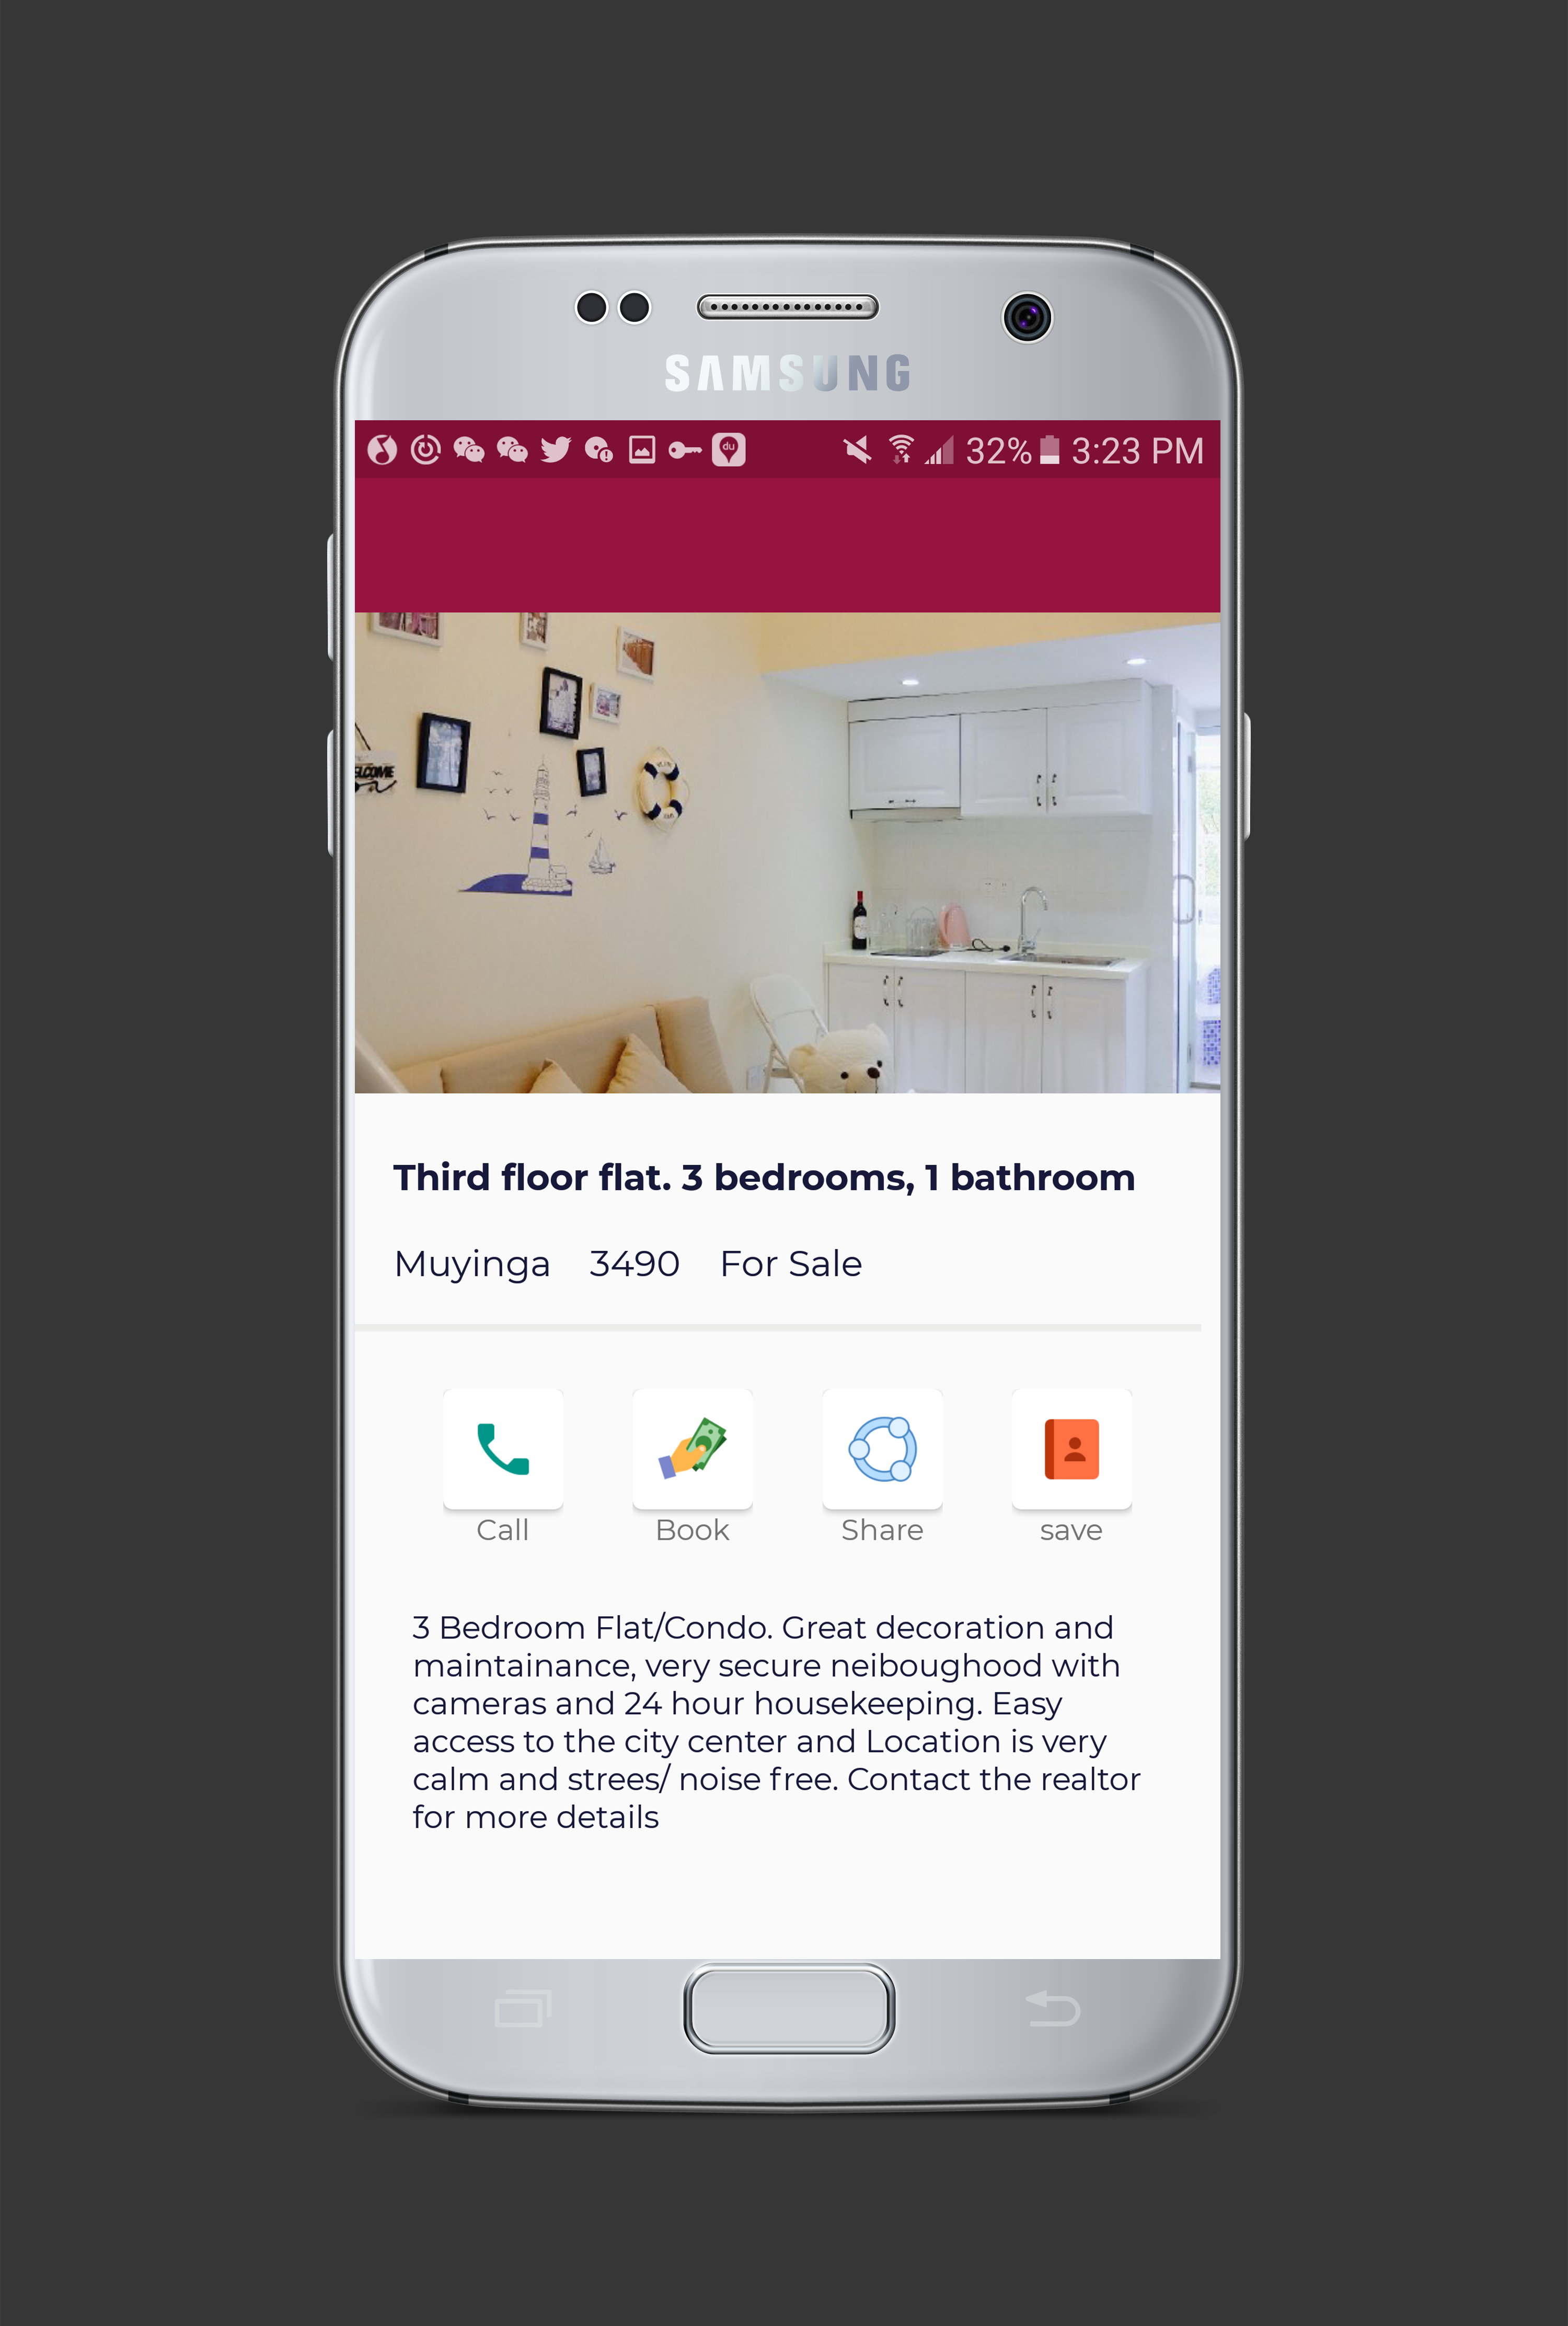 SAMSUNG
du 32% 3:23 PM
ELCOME
Third floor flat. 3 bedrooms, 1 bathroom
Muyinga 3490 For Sale
Call Book Share save
3 Bedroom Flat/Condo. Great decoration and
maintainance, very secure neiboughood with
cameras and 24 hour housekeeping. Easy
access to the city center and Location is very
calm and strees/ noise free. Contact the realtor
for more details